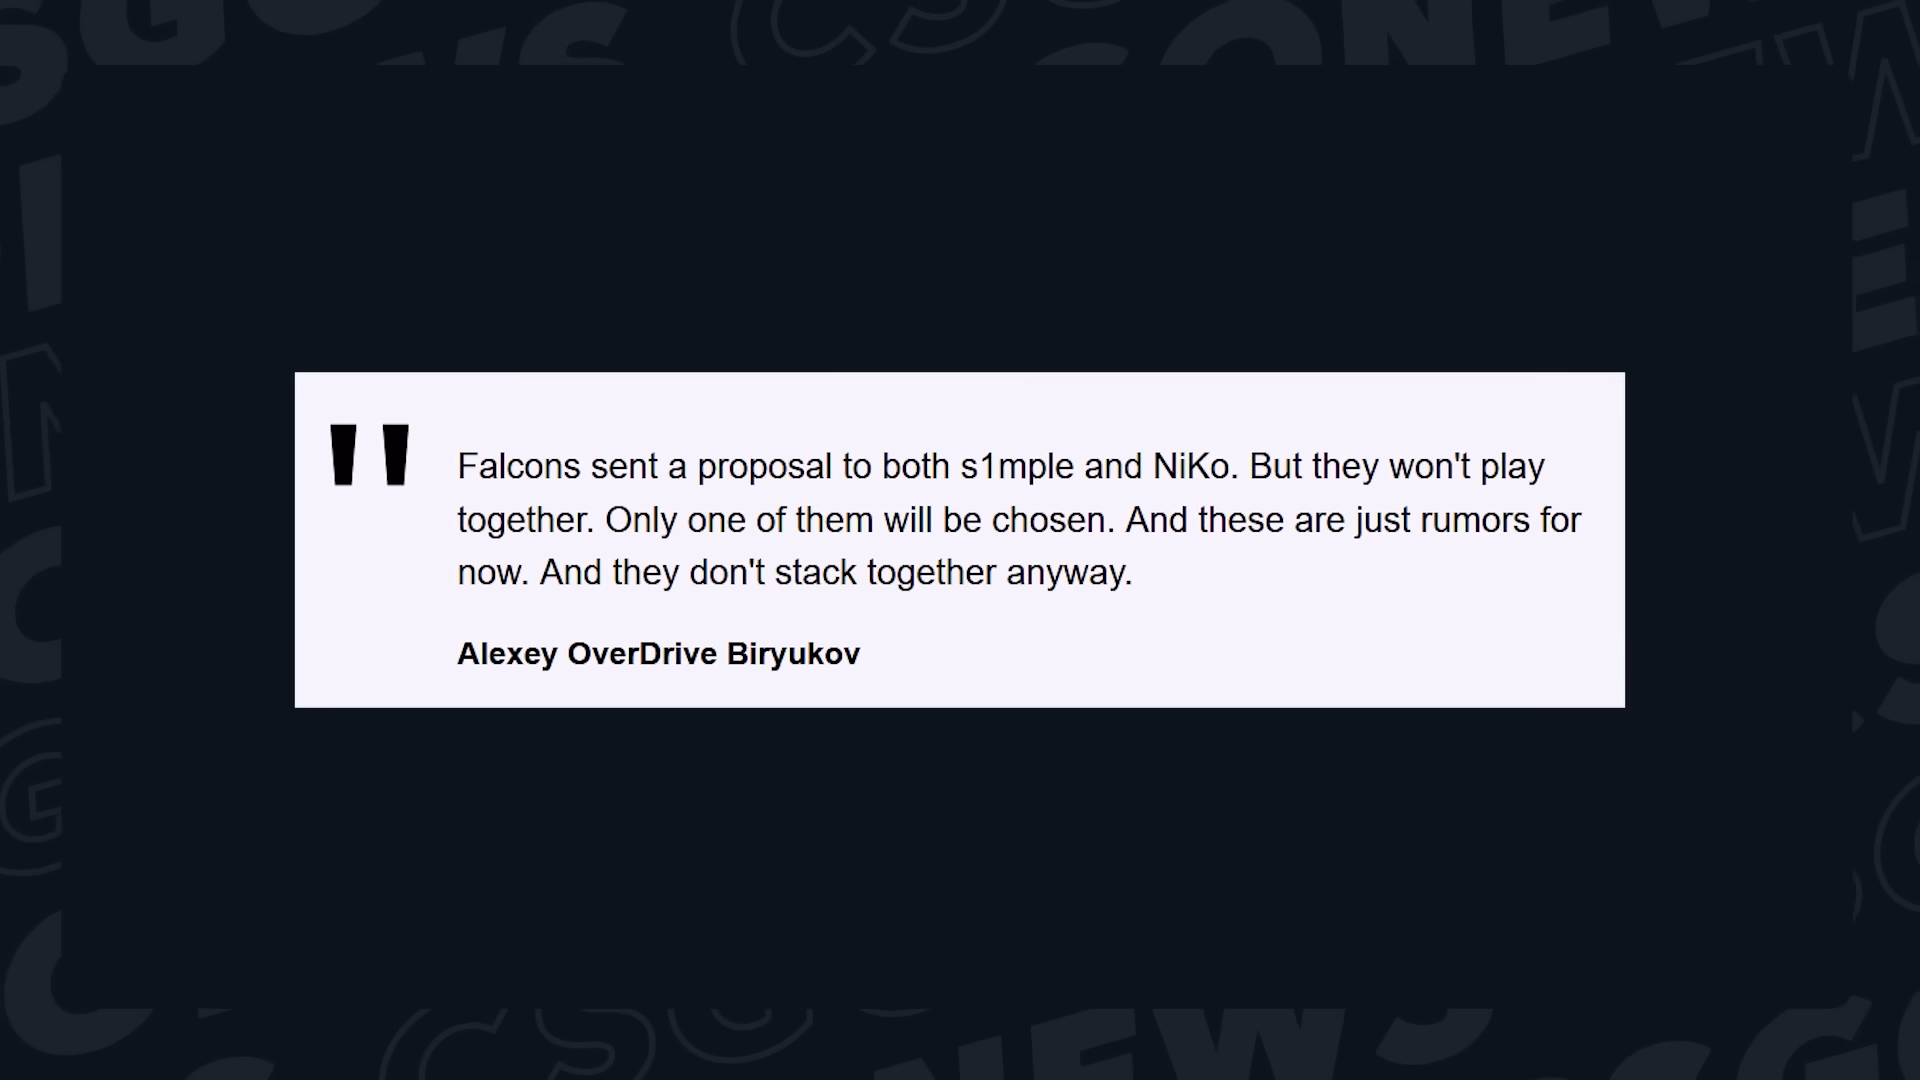 "
Falcons sent a proposal to both s1mple and NiKo. But they won't play
together. Only one of them will be chosen. And these are just rumors for
now. And they don't stack together anyway.
Alexey OverDrive Biryukov